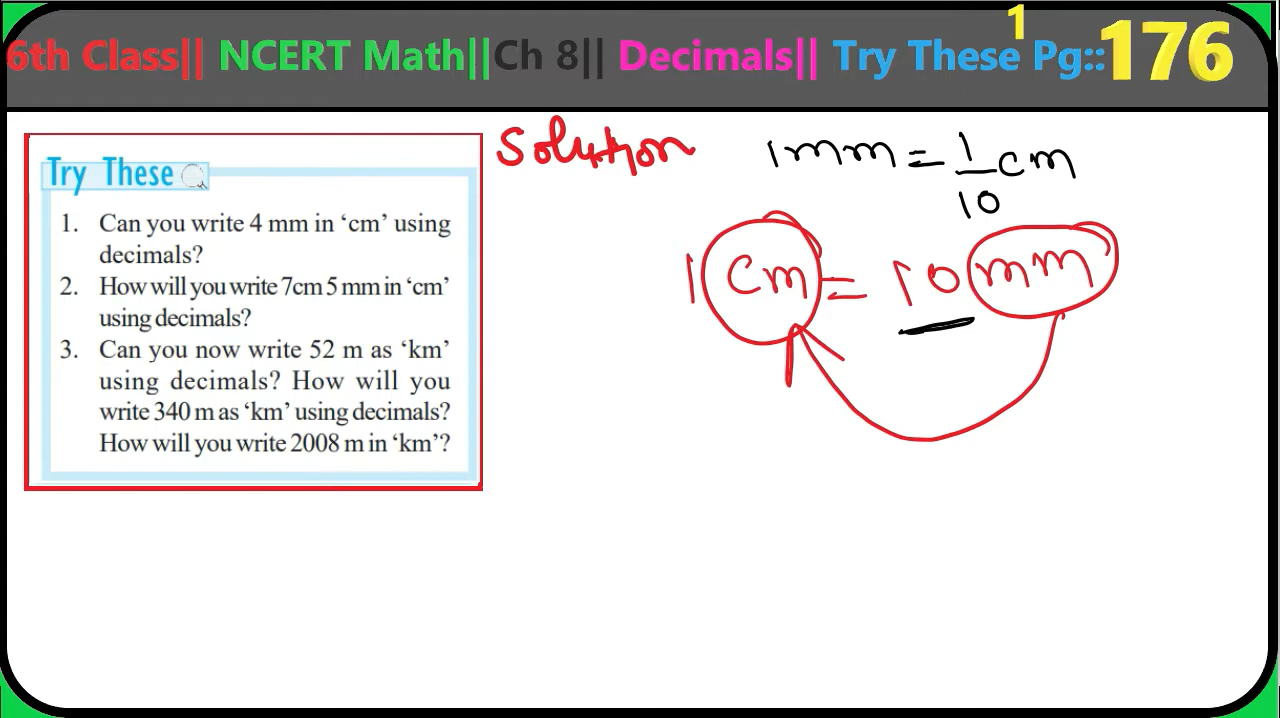 6th Class|| NCERT Math||Ch 8|| Decimals|| Try These Pg::176
1
Try These
1. Can you write 4 mm in ‘cm’ using
decimals?
2. How will you write 7cm 5 mm in ‘cm’
using decimals?
3. Can you now write 52 m as ‘km’
using decimals? How will you
write 340 m as ‘km’ using decimals?
How will you write 2008 m in ‘km’?
Solution
1mm = 1/10 cm
1 cm = 10 mm